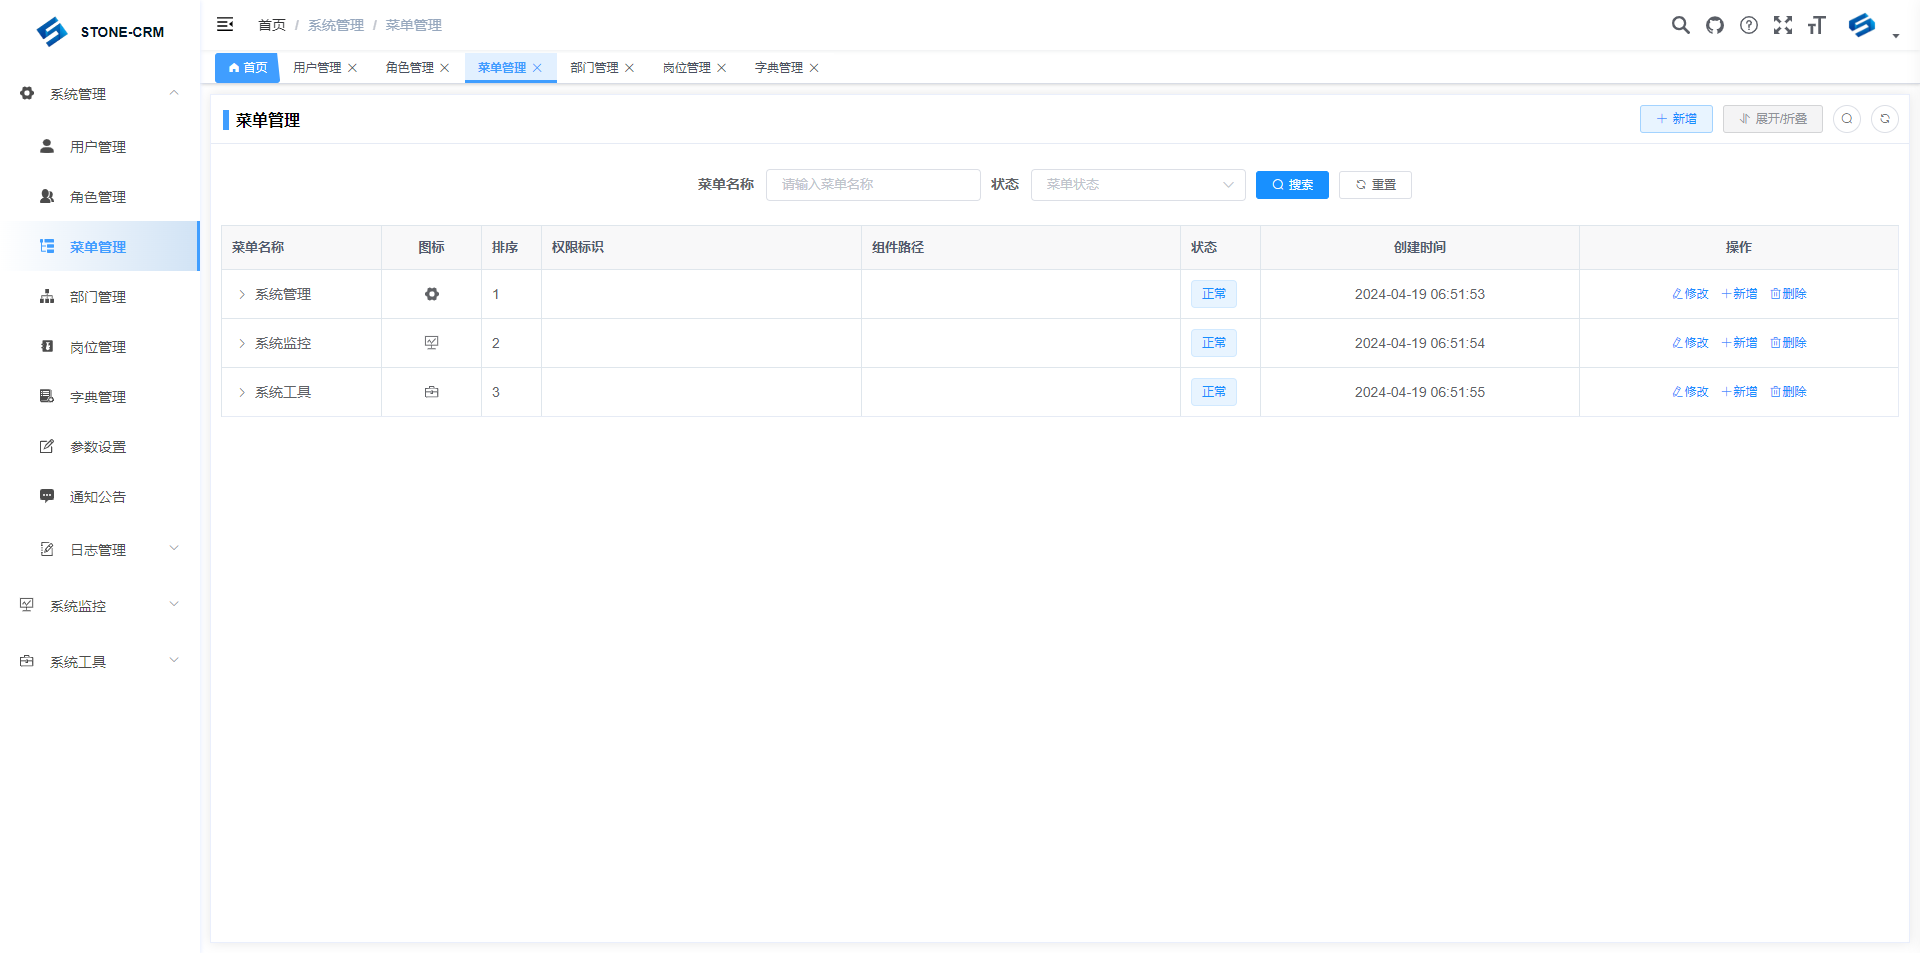 STONE-CRM
系统管理
用户管理
角色管理
菜单管理
部门管理
岗位管理
字典管理
参数设置
通知公告
日志管理
系统监控
系统工具
首页 / 系统管理 / 菜单管理
首页 用户管理 角色管理 菜单管理 部门管理 岗位管理 字典管理
菜单管理
新增 展开/折叠
菜单名称 请输入菜单名称 状态 菜单状态 搜索 重置
菜单名称 图标 排序 权限标识 组件路径 状态 创建时间 操作
系统管理 1 正常 2024-04-19 06:51:53 修改 新增 删除
系统监控 2 正常 2024-04-19 06:51:54 修改 新增 删除
系统工具 3 正常 2024-04-19 06:51:55 修改 新增 删除